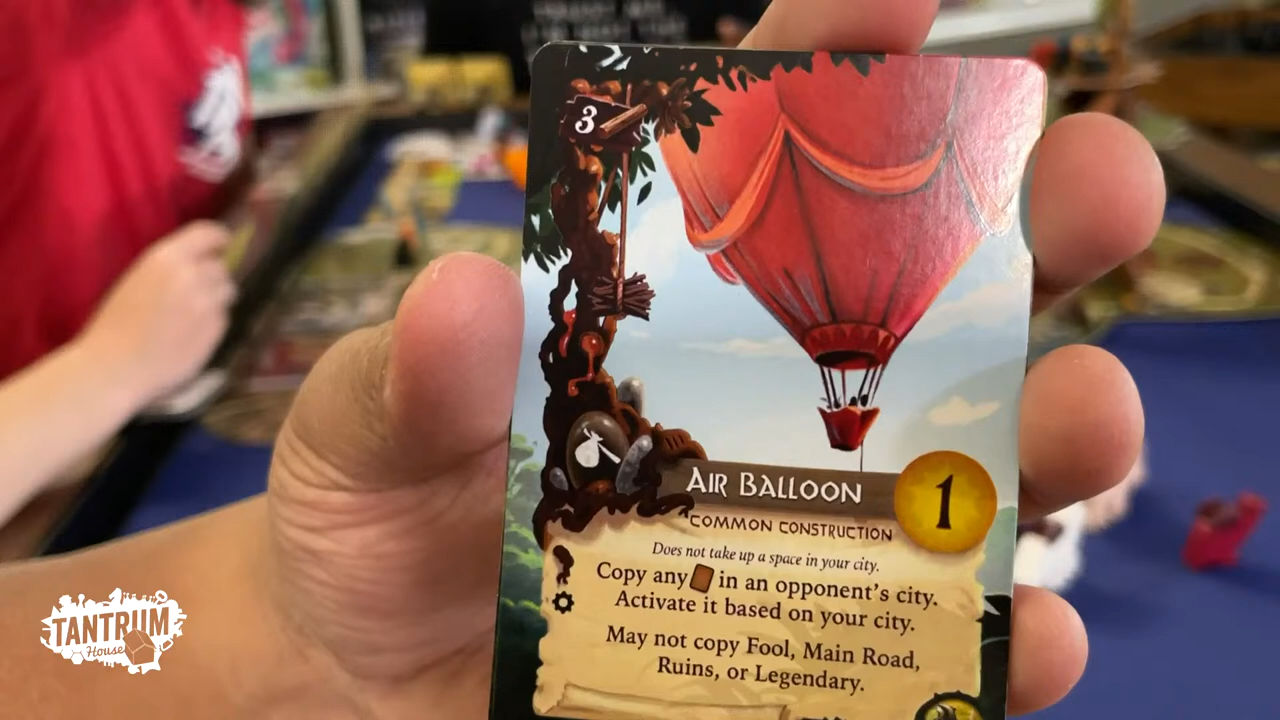 3
AIR BALLOON
1
COMMON CONSTRUCTION
Does not take up a space in your city.
Copy any in an opponent's city.
Activate it based on your city.
May not copy Fool, Main Road,
Ruins, or Legendary.
TANTRUM
House